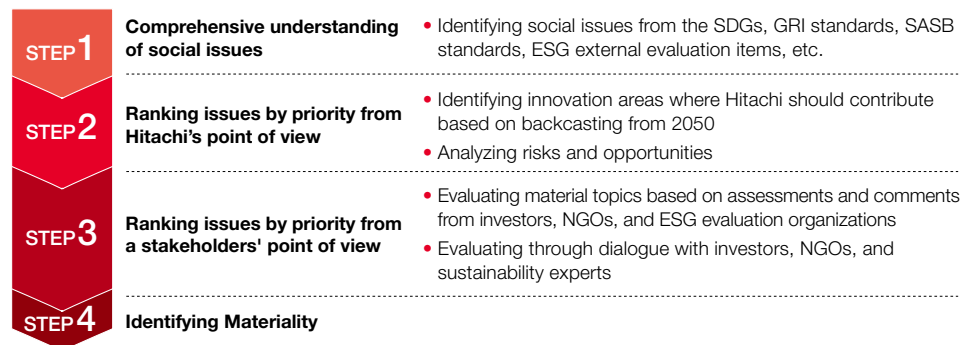 STEP1
Comprehensive understanding
of social issues
• Identifying social issues from the SDGs, GRI standards, SASB
standards, ESG external evaluation items, etc.
STEP2
Ranking issues by priority from
Hitachi's point of view
• Identifying innovation areas where Hitachi should contribute
based on backcasting from 2050
• Analyzing risks and opportunities
STEP3
Ranking issues by priority from
a stakeholders' point of view
• Evaluating material topics based on assessments and comments
from investors, NGOs, and ESG evaluation organizations
• Evaluating through dialogue with investors, NGOs, and
sustainability experts
STEP4
Identifying Materiality